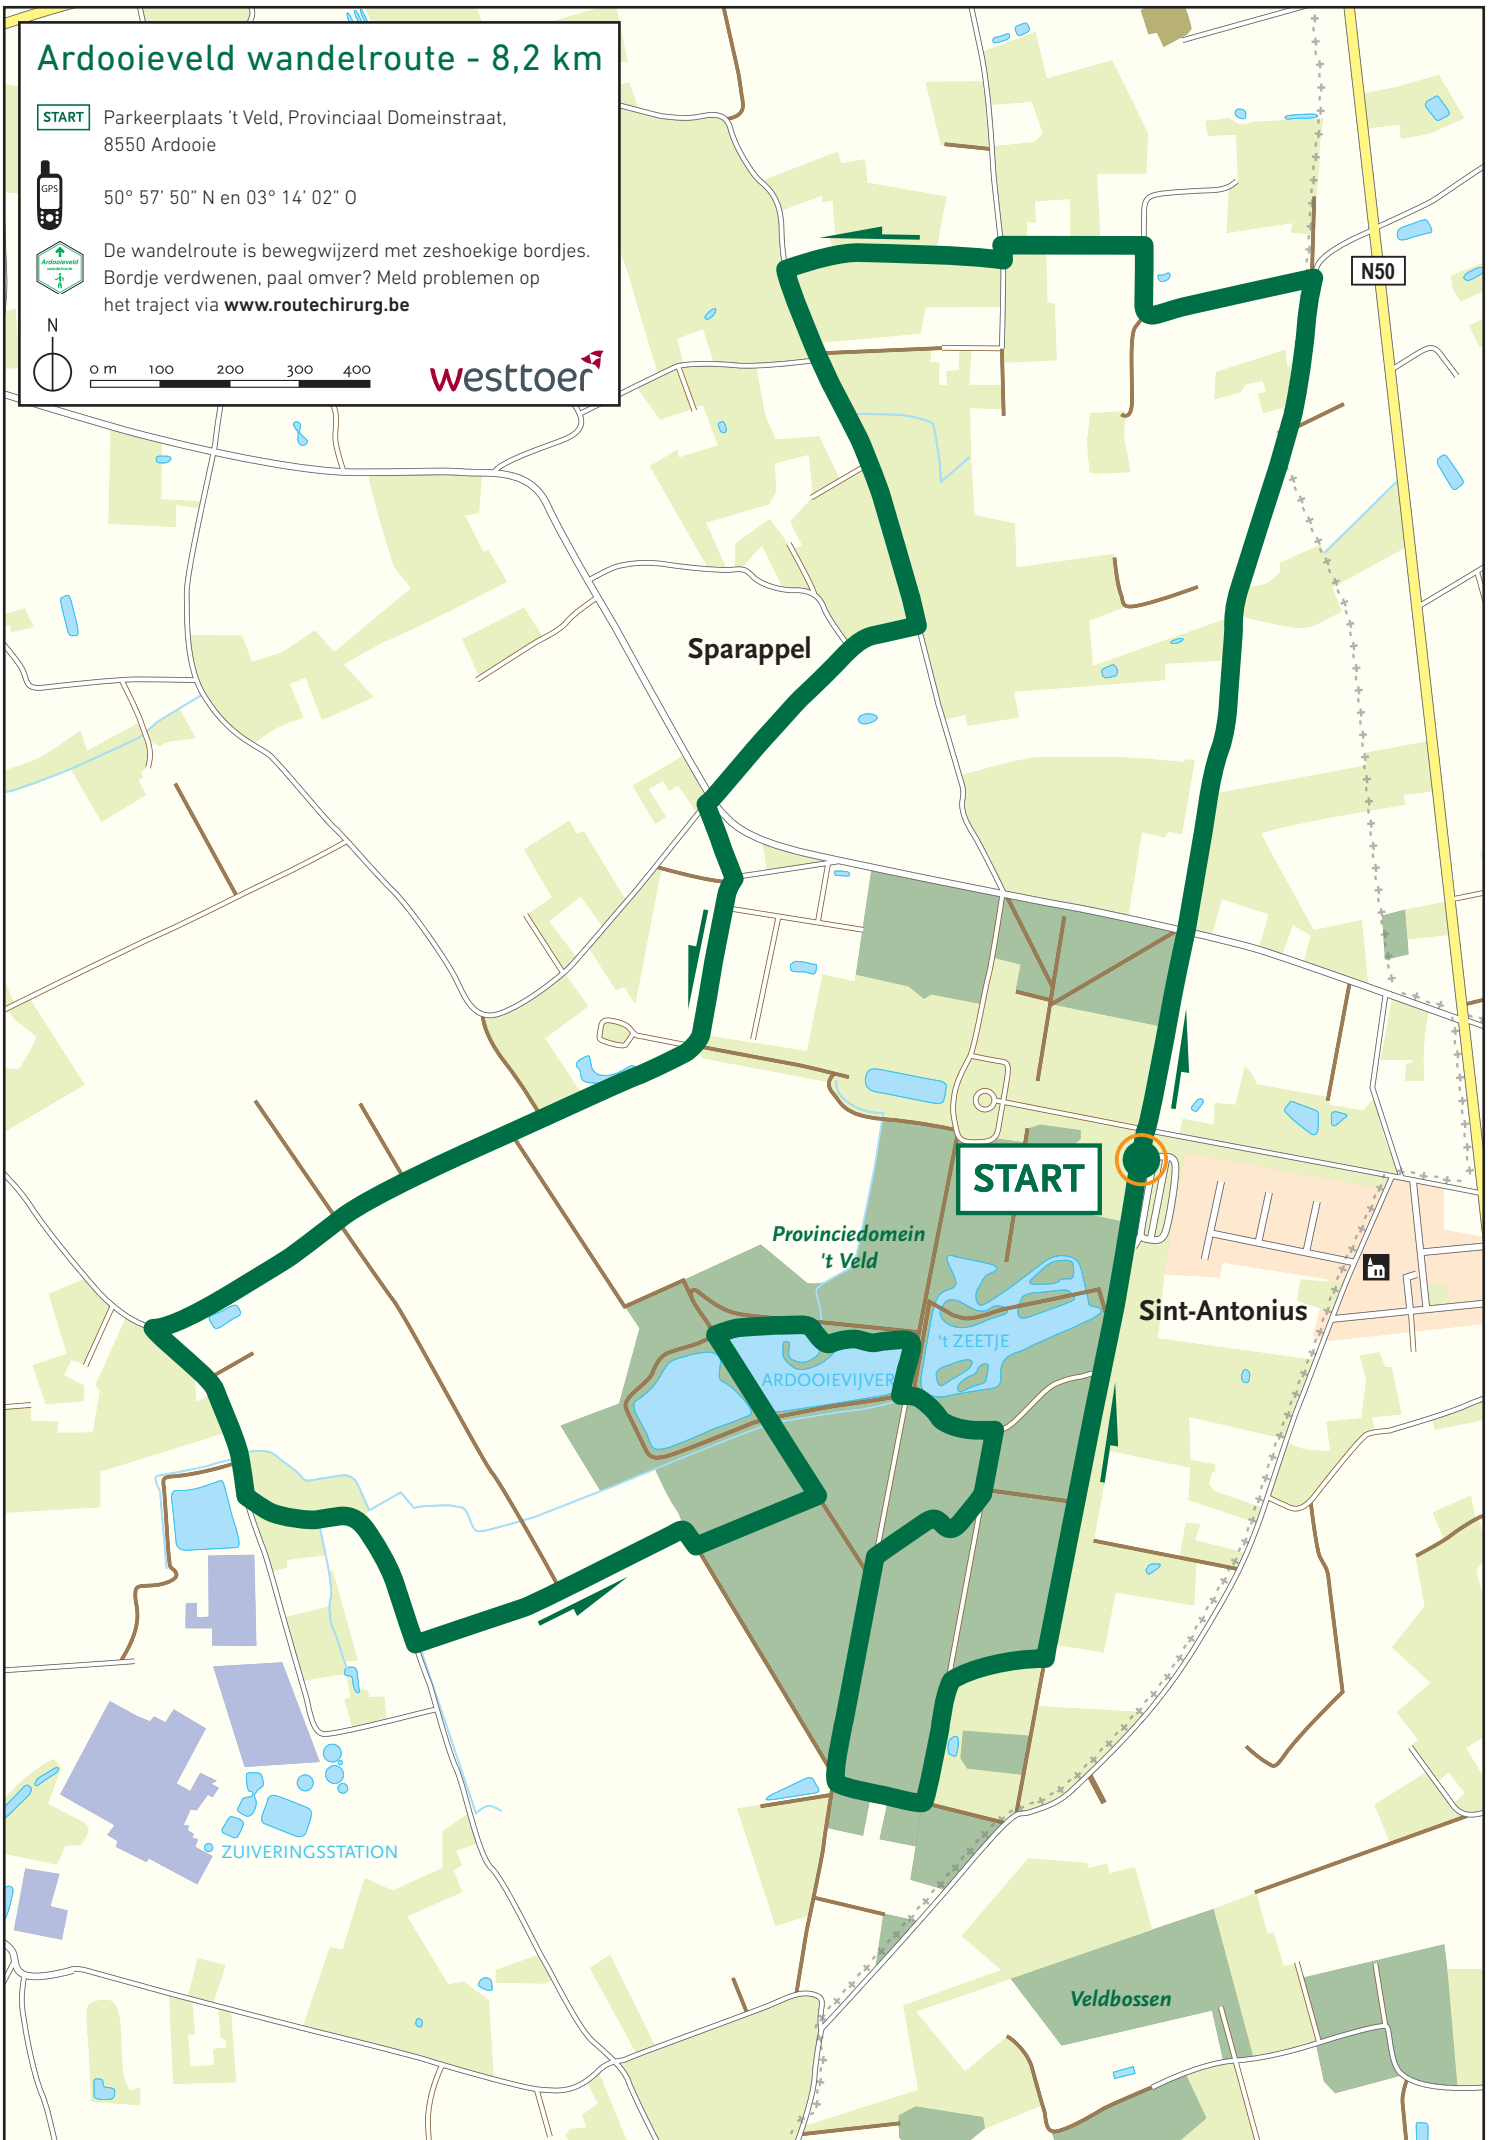 Ardooieveld wandelroute - 8,2 km
START Parkeerplaats ’t Veld, Provinciaal Domeinstraat,
8550 Ardooie
GPS
50° 57’ 50” N en 03° 14’ 02” O
De wandelroute is bewegwijzerd met zeshoekige bordjes.
Bordje verdwenen, paal omver? Meld problemen op
het traject via www.routechirurg.be
Ardooieveld
wandelroute
N
0 m 100 200 300 400
westtoer
N50
Sparappel
START
Provinciedomein
't Veld
Sint-Antonius
't ZEETJE
ARDOOIEVIJVER
ZUIVERINGSSTATION
Veldbossen